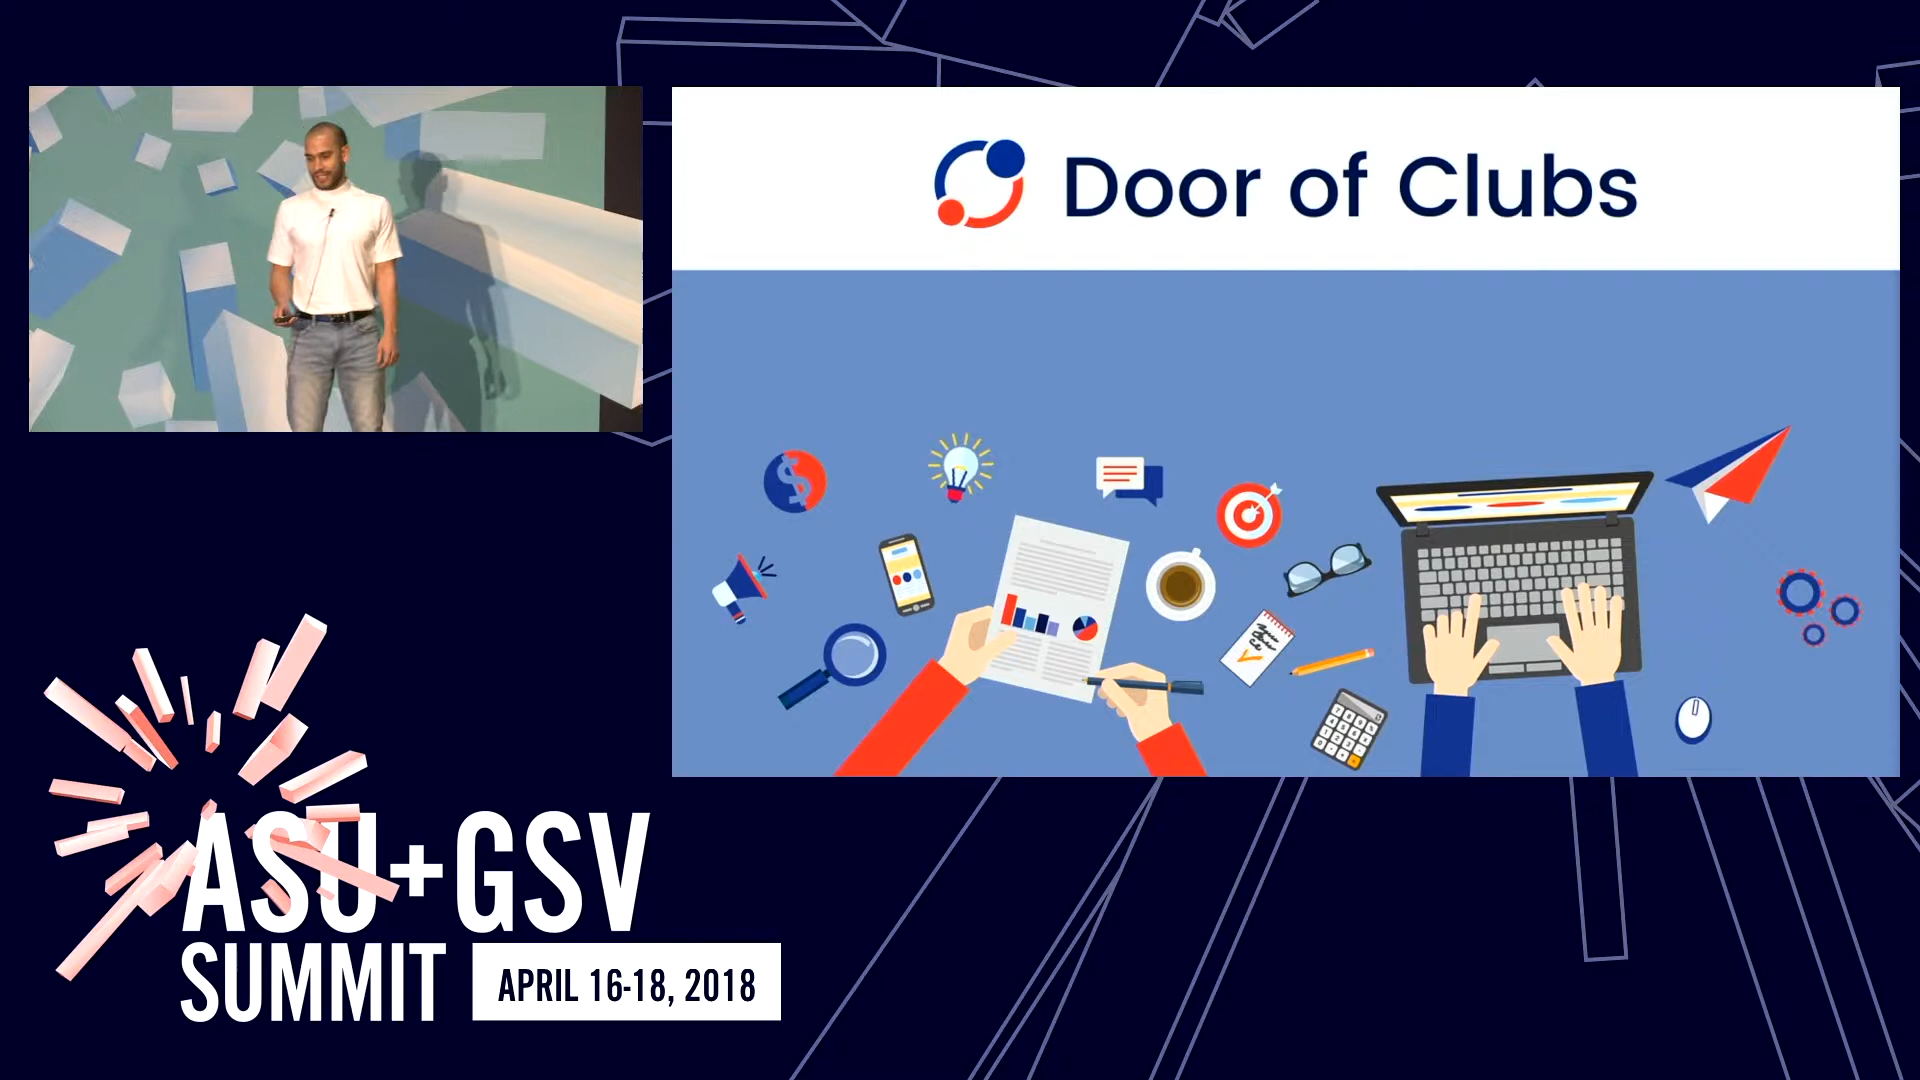 Door of Clubs
ASU+GSV
SUMMIT
APRIL 16-18, 2018